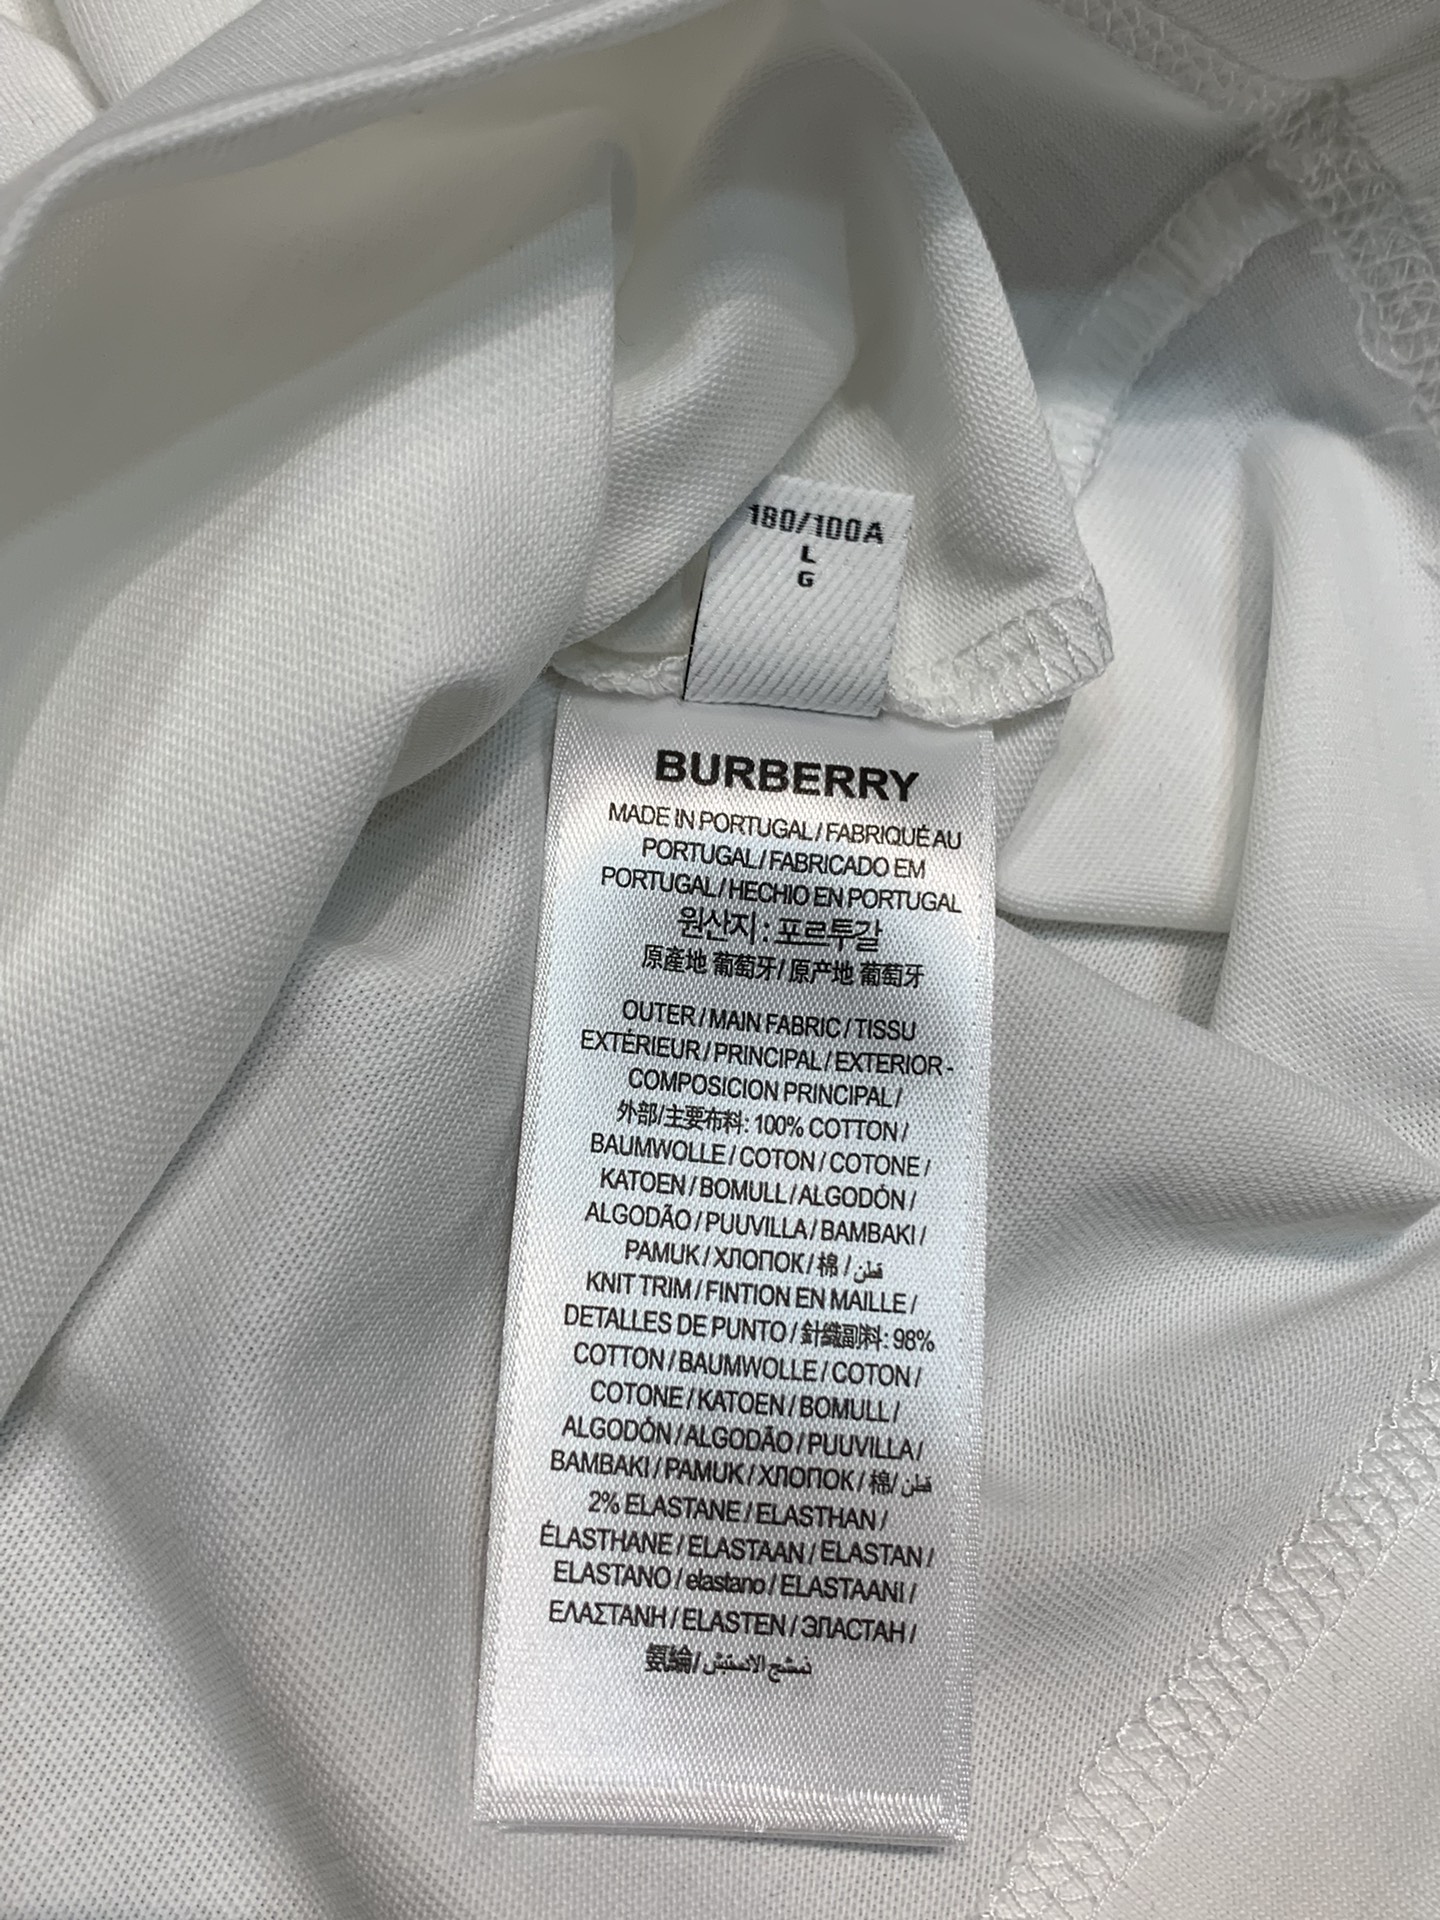 180/100A
L
G
BURBERRY
MADE IN PORTUGAL/FABRIQUÉ AU
PORTUGAL/FABRICADO EM
PORTUGAL/HECHIO EN PORTUGAL
원산지: 포르투갈
原產地 葡萄牙/原产地 葡萄牙
OUTER/MAIN FABRIC/TISSU
EXTÉRIEUR/PRINCIPAL/EXTERIOR-
COMPOSICION PRINCIPAL/
外部/主要布料: 100% COTTON/
BAUMWOLLE/COTON/COTONE/
KATOEN/BOMULL/ALGODÓN/
ALGODÃO/PUUVILLA/BAMBAKI/
PAMUK/ХЛОПОК/棉/قطن
KNIT TRIM/FINTION EN MAILLE/
DETALLES DE PUNTO/針織副料: 98%
COTTON/BAUMWOLLE/COTON/
COTONE/KATOEN/BOMULL/
ALGODÓN/ALGODÃO/PUUVILLA/
BAMBAKI/PAMUK/ХЛОПОК/棉/قطن
2% ELASTANE/ELASTHAN/
ÉLASTHANE/ELASTAAN/ELASTAN/
ELASTANO/elastano/ELASTAANI/
ΕΛΑΣΤΑΝΗ/ELASTEN/ЭЛАСТАН/
氨綸/